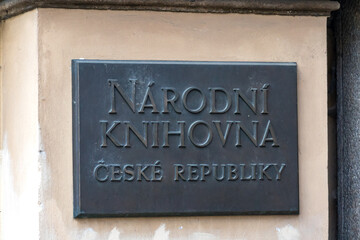 NÁRODNÍ
KNIHOVNA
ČESKÉ REPUBLIKY